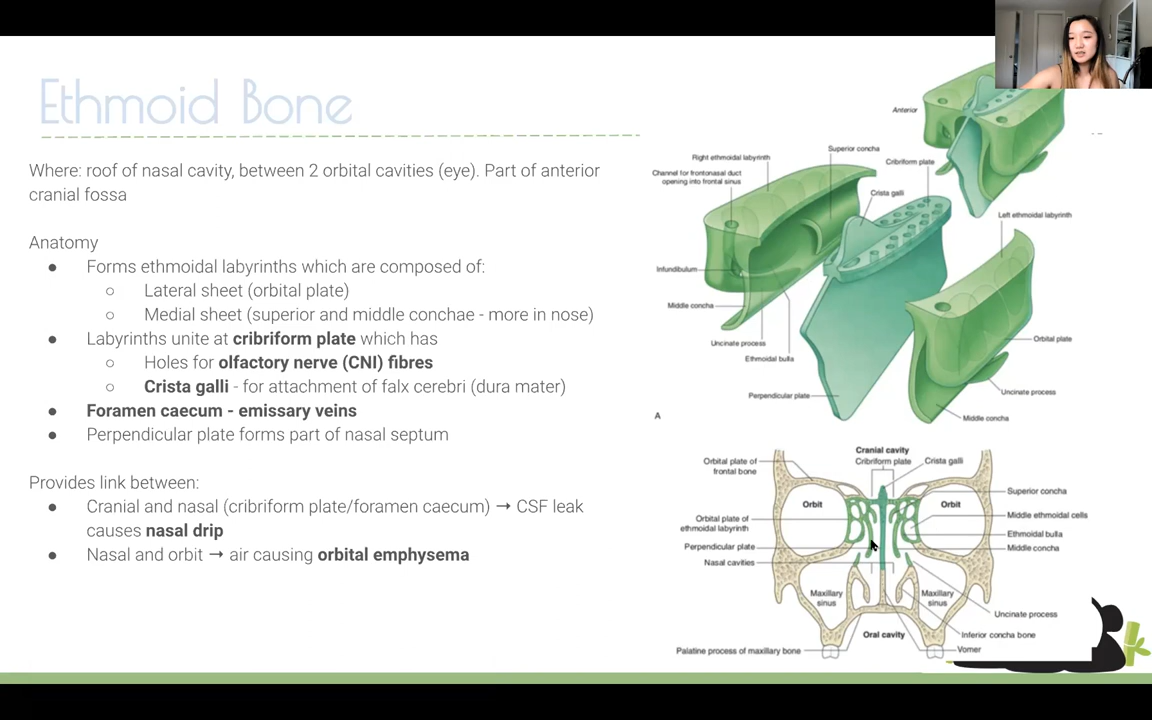 Ethmoid Bone
Where: roof of nasal cavity, between 2 orbital cavities (eye). Part of anterior
cranial fossa
Anatomy
● Forms ethmoidal labyrinths which are composed of:
○ Lateral sheet (orbital plate)
○ Medial sheet (superior and middle conchae - more in nose)
● Labyrinths unite at cribriform plate which has
○ Holes for olfactory nerve (CNI) fibres
○ Crista galli - for attachment of falx cerebri (dura mater)
● Foramen caecum - emissary veins
● Perpendicular plate forms part of nasal septum
Provides link between:
● Cranial and nasal (cribriform plate/foramen caecum) → CSF leak
causes nasal drip
● Nasal and orbit → air causing orbital emphysema
Anterior
Superior concha
Right ethmoidal labyrinth
Cribriform plate
Channel for frontonasal duct
opening into frontal sinus
Crista galli
Left ethmoidal labyrinth
Infundibulum
Middle concha
Orbital plate
Uncinate process
Ethmoidal bulla
Uncinate process
Perpendicular plate
A
Middle concha
Cranial cavity
Orbital plate of
frontal bone
Cribriform plate
Crista galli
Superior concha
Orbit
Orbit
Middle ethmoidal cells
Orbital plate of
ethmoidal labyrinth
Ethmoidal bulla
Perpendicular plate
Middle concha
Nasal cavities
Maxillary
sinus
Maxillary
sinus
Uncinate process
Oral cavity
Inferior concha bone
Palatine process of maxillary bone
Vomer